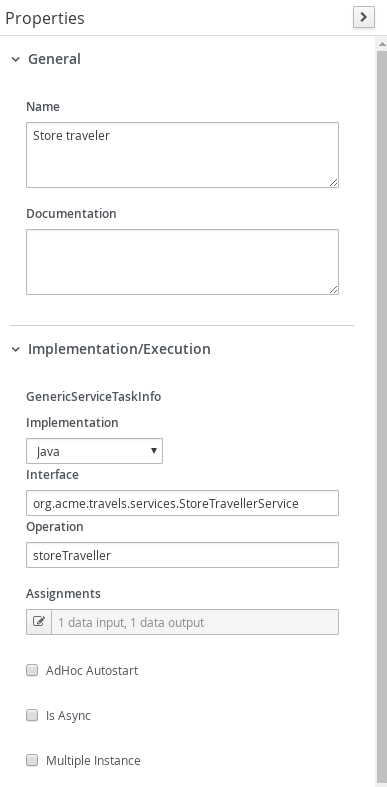 Properties
General
Name
Store traveler
Documentation
Implementation/Execution
GenericServiceTaskInfo
Implementation
Java
Interface
org.acme.travels.services.StoreTravellerService
Operation
storeTraveller
Assignments
1 data input, 1 data output
AdHoc Autostart
Is Async
Multiple Instance